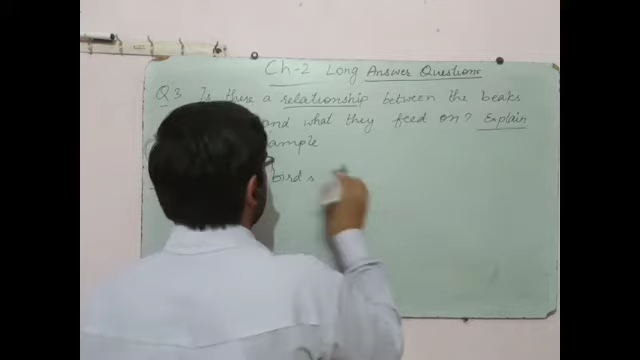 Ch-2 Long Answer Questions
Q3. Is there a relationship between the beaks
and what they feed on? Explain
ample
birds